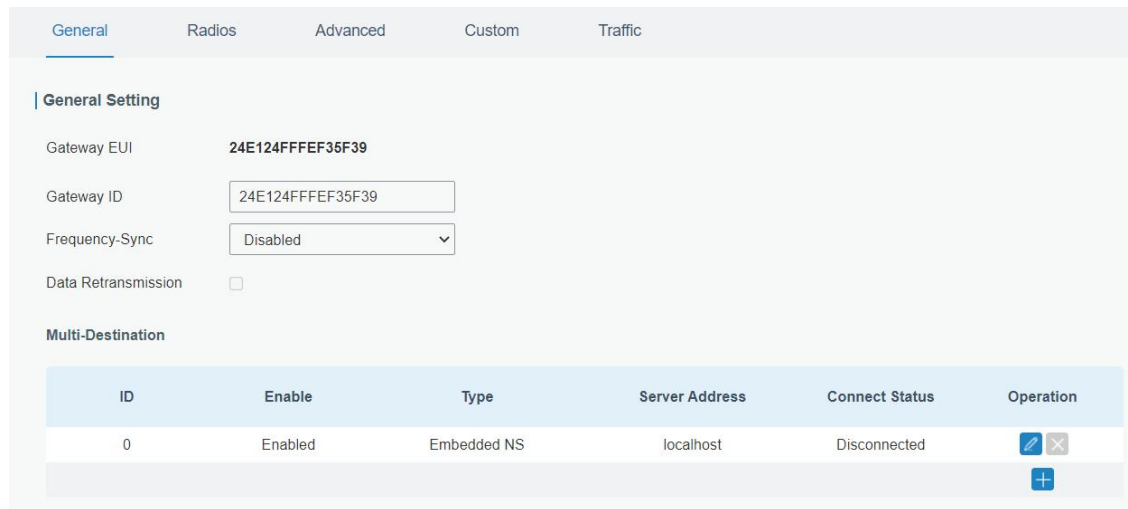 General Radios Advanced Custom Traffic
General Setting
Gateway EUI 24E124FFFEF35F39
Gateway ID 24E124FFFEF35F39
Frequency-Sync Disabled
Data Retransmission
Multi-Destination
ID Enable Type Server Address Connect Status Operation
0 Enabled Embedded NS localhost Disconnected